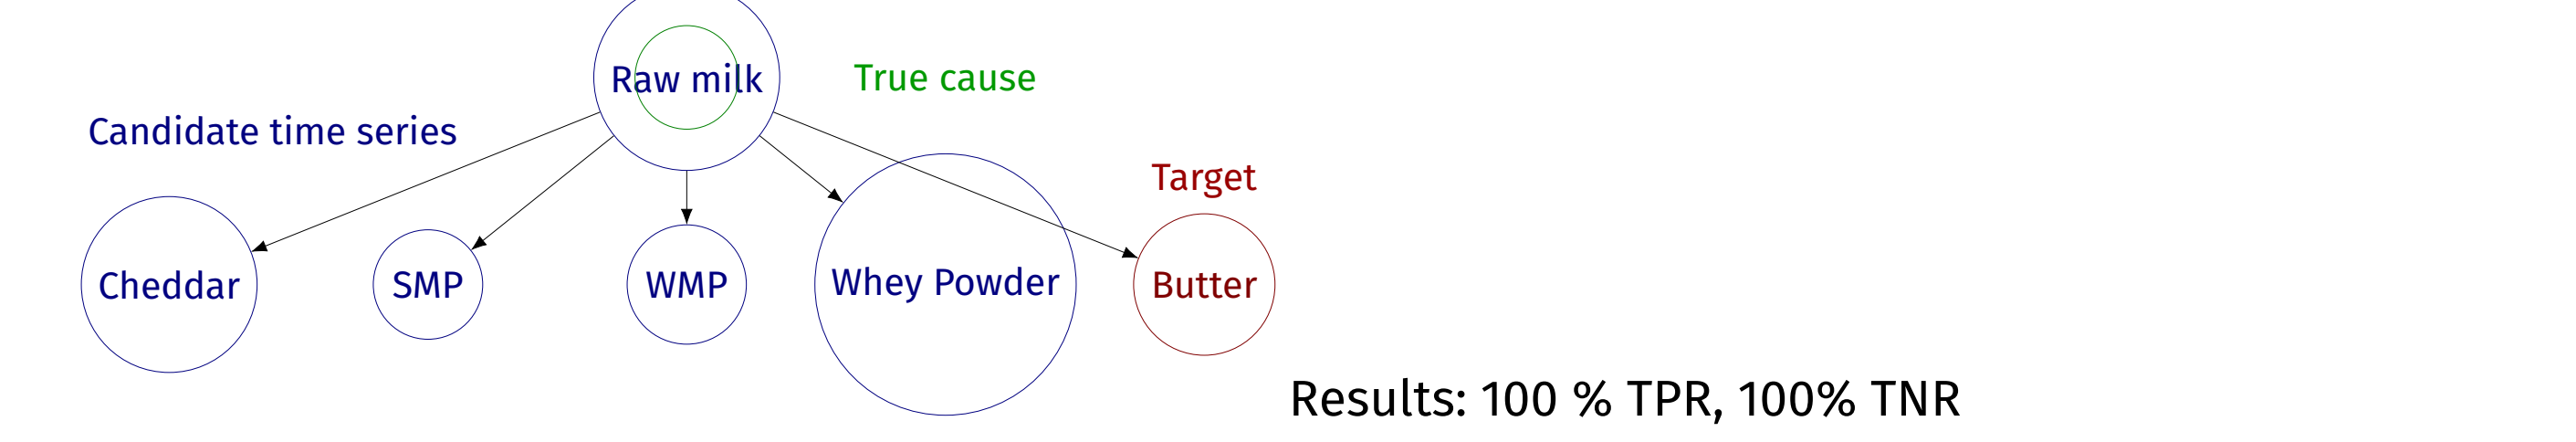 Raw milk
True cause
Candidate time series
Target
Cheddar
SMP
WMP
Whey Powder
Butter
Results: 100 % TPR, 100% TNR